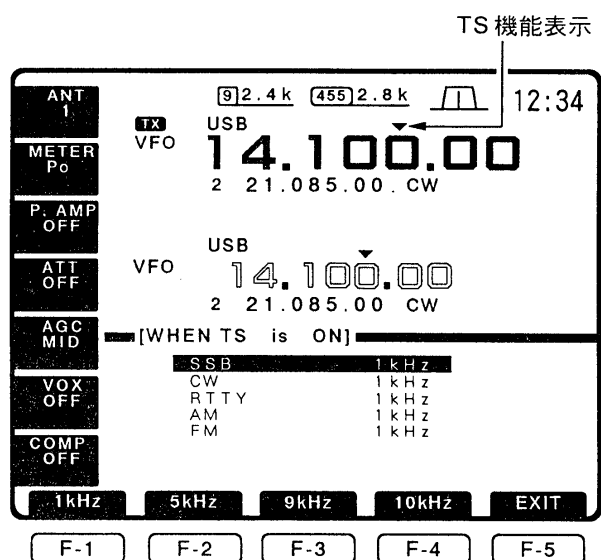 TS 機能表示
ANT
1
9 2.4k 455 2.8k 12:34
TX
VFO
USB
14.100.00
2 21.085.00. CW
METER
Po
P. AMP
OFF
USB
VFO
14.100.00
2 21.085.00 CW
ATT
OFF
AGC
MID
[WHEN TS is ON]
SSB 1kHz
CW 1kHz
RTTY 1kHz
AM 1kHz
FM 1kHz
VOX
OFF
COMP
OFF
1kHz 5kHz 9kHz 10kHz EXIT
F-1 F-2 F-3 F-4 F-5